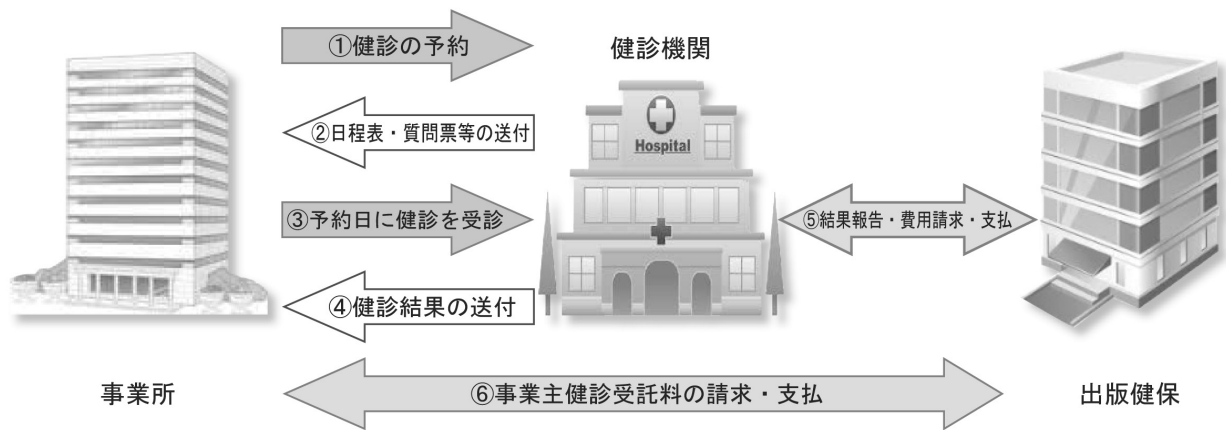 ①健診の予約
健診機関
②日程表・質問票等の送付
Hospital
③予約日に健診を受診
⑤結果報告・費用請求・支払
④健診結果の送付
事業所
⑥事業主健診受託料の請求・支払
出版健保